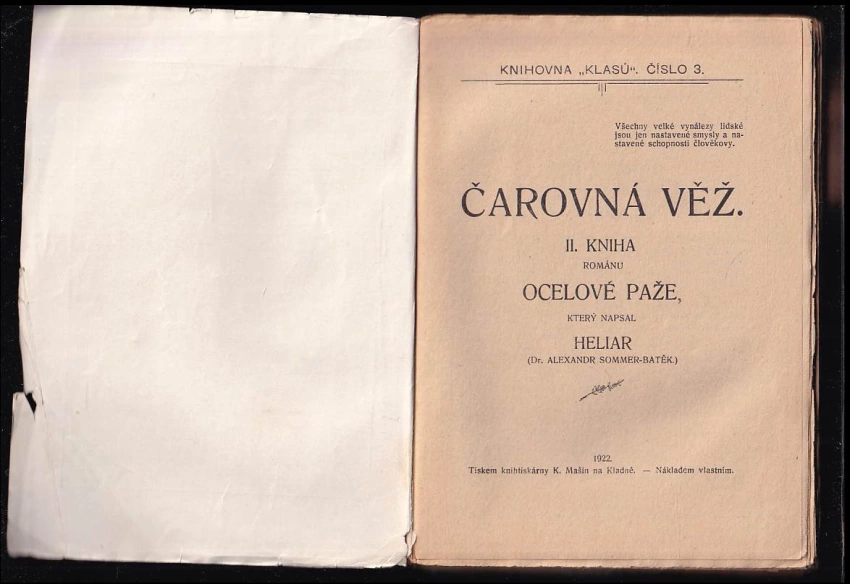 KNIHOVNA „KLASŮ“. ČÍSLO 3.
Všechny velké vynálezy lidské
jsou jen nastavené smysly a na-
stavené schopnosti člověkovy.
ČAROVNÁ VĚŽ.
II. KNIHA
ROMÁNU
OCELOVÉ PAŽE,
KTERÝ NAPSAL
HELIAR
(Dr. ALEXANDR SOMMER-BATĚK.)
1922.
Tiskem knihtiskárny K. Mašin na Kladně. — Nákladem vlastním.